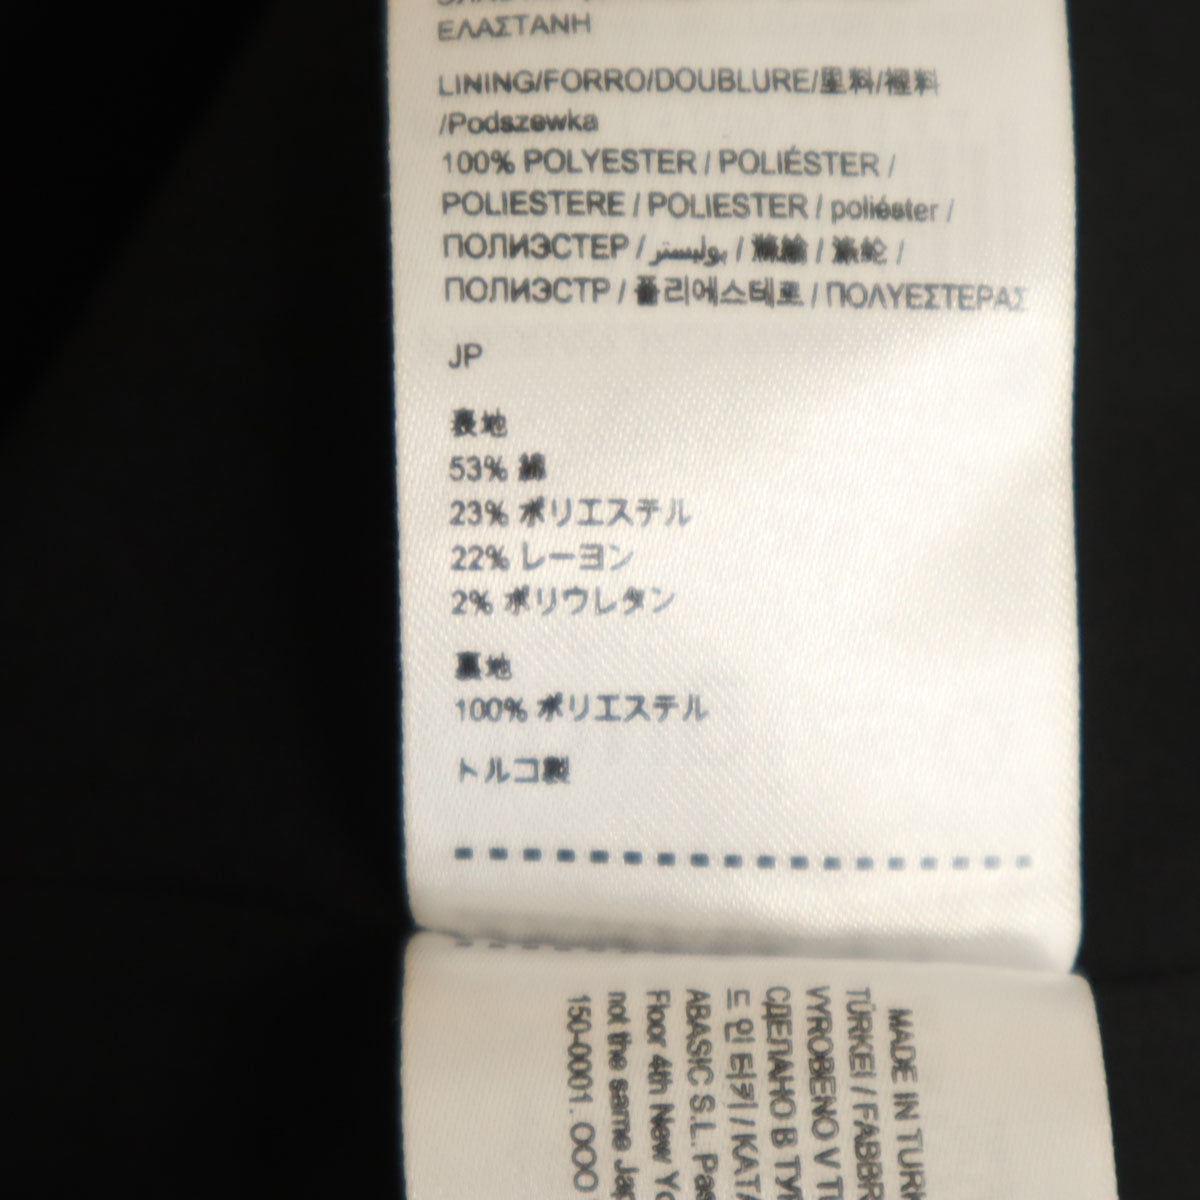 ΕΛΑΣΤΑΝΗ
LINING/FORRO/DOUBLURE/里料/裡料
/Podszewka
100% POLYESTER / POLIÉSTER /
POLIESTERE / POLIESTER / poliéster /
ПОЛИЭСТЕР / بوليستر / 滌綸 / 涤纶 /
ПОЛИЭСТР / 폴리에스테르 / ΠΟΛΥΕΣΤΕΡΑΣ
JP
表地
53% 綿
23% ポリエステル
22% レーヨン
2% ポリウレタン
裏地
100% ポリエステル
トルコ製
MADE IN TURK
TÜRKEI / FABBR
VYROBENO V T
СДЕЛАНО В ТУ
드 인 터키 / ΚΑΤΑ
ABASIC S.L. Pas
Floor 4th New Yo
not the same Jap
150-0001. OOO